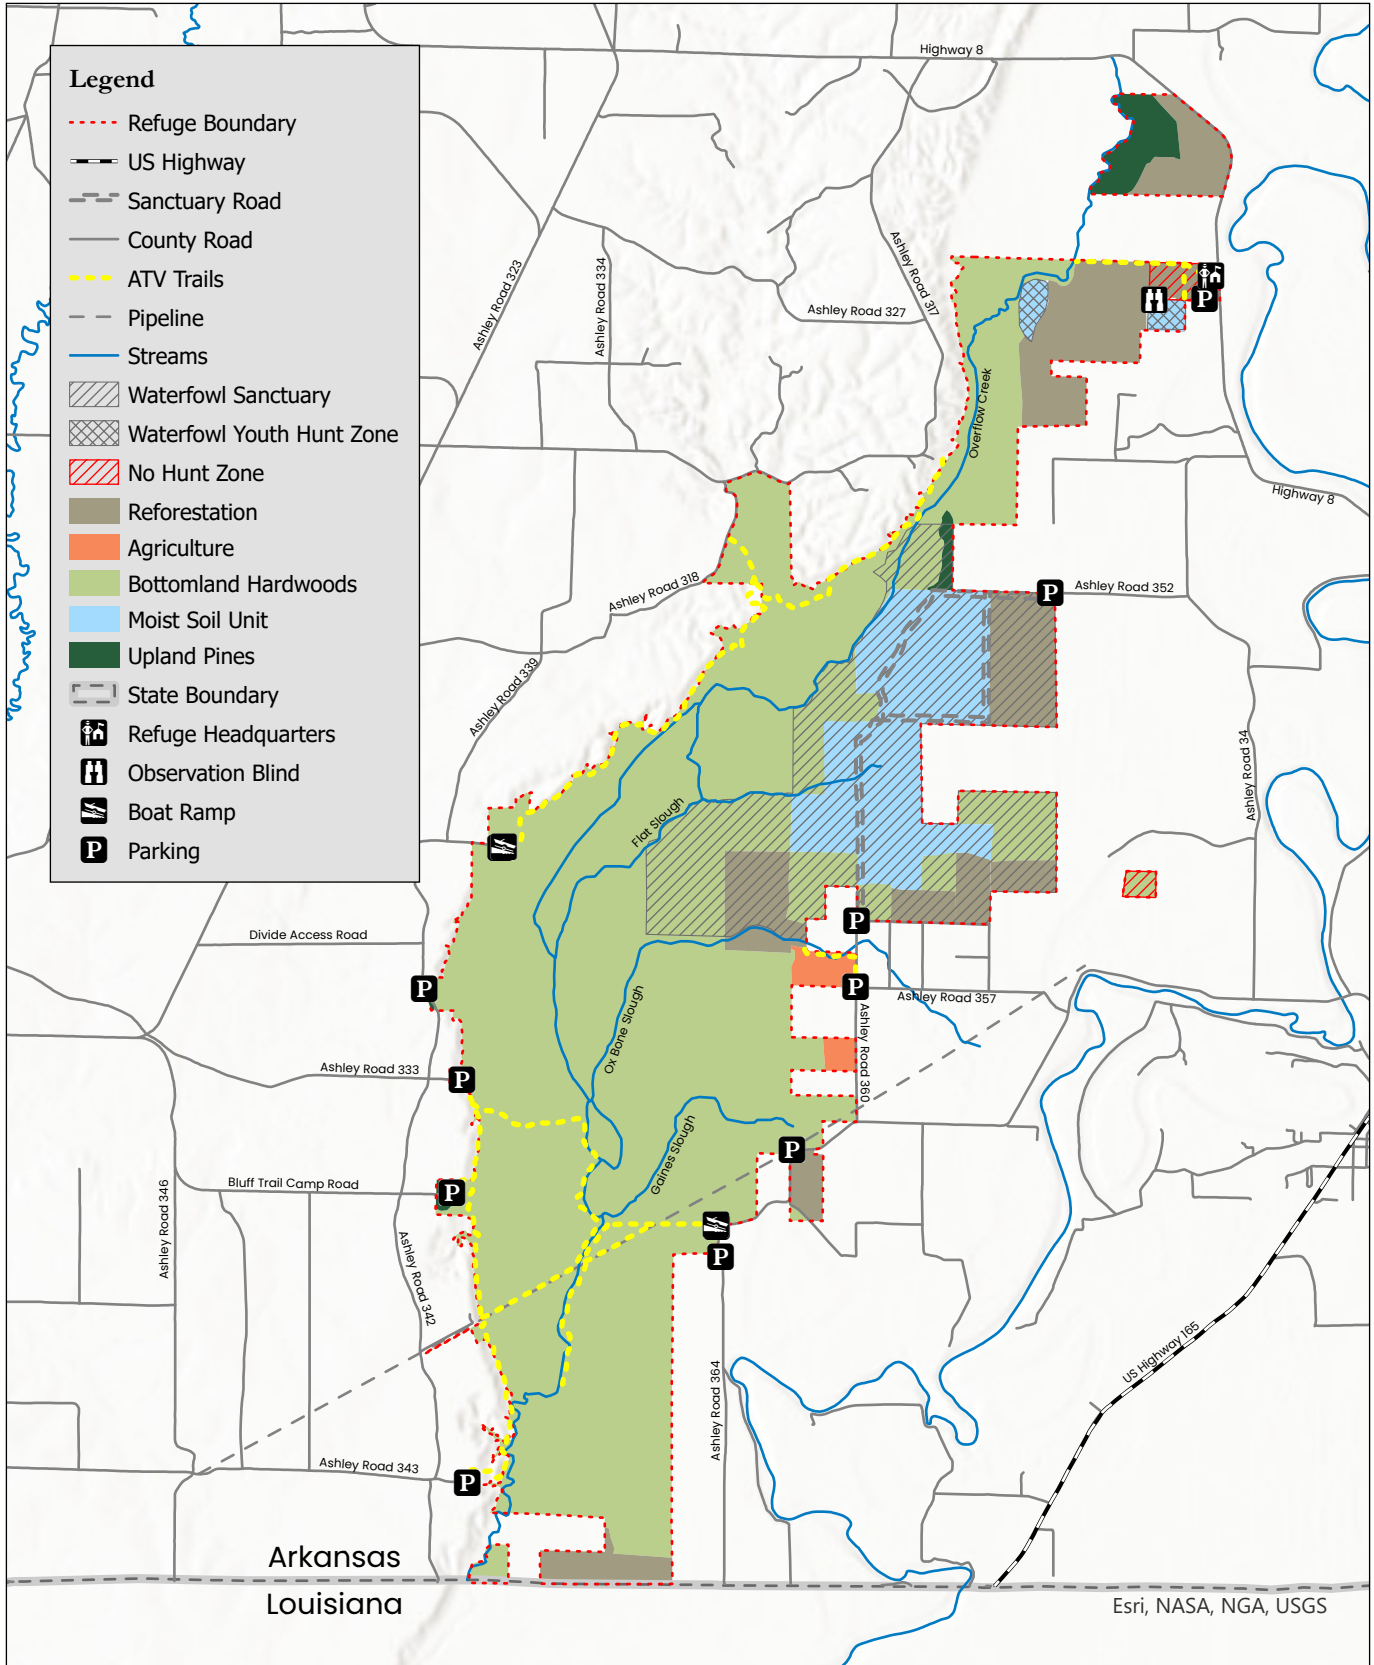 Highway 8
Legend
Refuge Boundary
US Highway
Sanctuary Road
County Road
ATV Trails
Pipeline
Streams
Waterfowl Sanctuary
Waterfowl Youth Hunt Zone
No Hunt Zone
Reforestation
Agriculture
Bottomland Hardwoods
Moist Soil Unit
Upland Pines
State Boundary
Refuge Headquarters
Observation Blind
Boat Ramp
P Parking
Ashley Road 323
Ashley Road 334
Ashley Road 317
Ashley Road 327
P
Overflow Creek
Highway 8
Ashley Road 318
P
Ashley Road 352
Ashley Road 339
Ashley Road 34
Flat Slough
P
Divide Access Road
P
P
Ashley Road 357
Ox Bone Slough
Ashley Road 360
Ashley Road 333
P
Gaines Slough
P
Bluff Trail Camp Road
P
Ashley Road 346
Ashley Road 342
P
US Highway 165
Ashley Road 364
Ashley Road 343
P
Arkansas
Louisiana
Esri, NASA, NGA, USGS